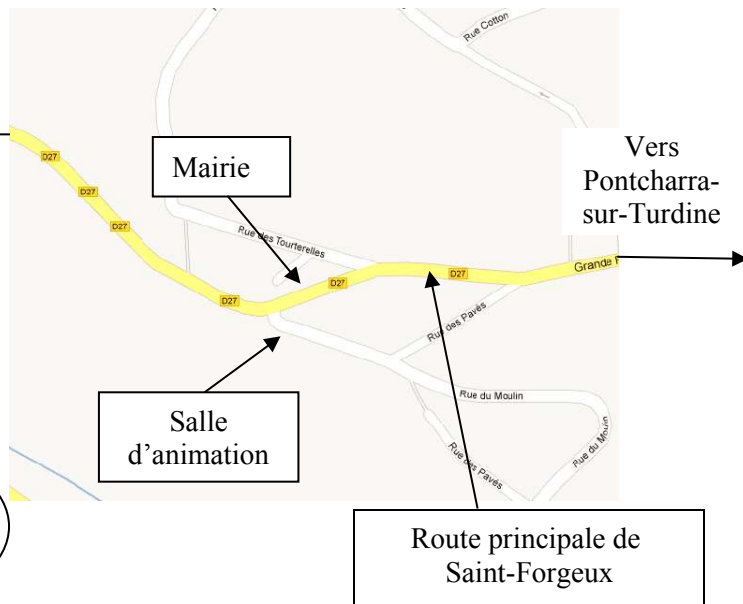 Rue Cotton
Vers
Pontcharra-
sur-Turdine
Mairie
D27
D27
D27
Rue des Tourterelles
D27
D27
D27
Grande
Rue des Pavés
Salle
d'animation
Rue du Moulin
Rue du Moulin
Rue des Pavés
Route principale de
Saint-Forgeux